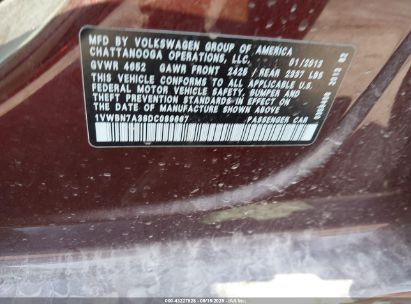 MFD BY VOLKSWAGEN GROUP OF AMERICA
CHATTANOOGA OPERATIONS, LLC. 01/2013
GVWR 4652 GAWR FRONT 2425 / REAR 2337 LBS
THIS VEHICLE CONFORMS TO ALL APPLICABLE U.S.
FEDERAL MOTOR VEHICLE SAFETY, BUMPER AND
THEFT PREVENTION STANDARDS IN EFFECT ON
THE DATE OF MANUFACTURE SHOWN ABOVE
PASSENGER CAR
2013 02